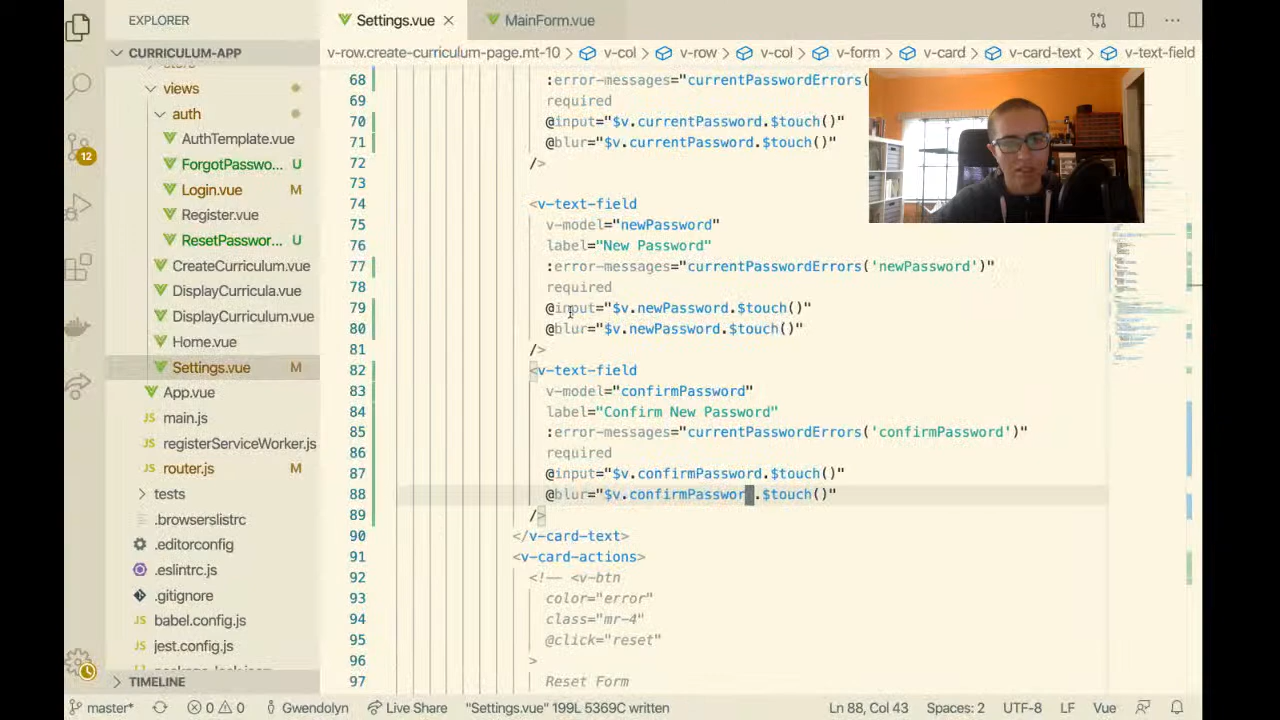 EXPLORER
CURRICULUM-APP
views
auth
AuthTemplate.vue
ForgotPasswo... U
Login.vue M
Register.vue
ResetPasswor... U
CreateCurriculum.vue
DisplayCurricula.vue
DisplayCurriculum.vue
Home.vue
Settings.vue M
App.vue
main.js
registerServiceWorker.js
router.js M
tests
.browserslistrc
.editorconfig
.eslintrc.js
.gitignore
babel.config.js
jest.config.js
TIMELINE
12
Settings.vue
MainForm.vue
v-row.create-curriculum-page.mt-10 > v-col > v-row > v-col > v-form > v-card > v-card-text > v-text-field
68 :error-messages="currentPasswordErrors(
69 required
70 @input="$v.currentPassword.$touch()"
71 @blur="$v.currentPassword.$touch()"
72 />
73
74 <v-text-field
75 v-model="newPassword"
76 label="New Password"
77 :error-messages="currentPasswordErrors('newPassword')"
78 required
79 @input="$v.newPassword.$touch()"
80 @blur="$v.newPassword.$touch()"
81 />
82 <v-text-field
83 v-model="confirmPassword"
84 label="Confirm New Password"
85 :error-messages="currentPasswordErrors('confirmPassword')"
86 required
87 @input="$v.confirmPassword.$touch()"
88 @blur="$v.confirmPassword.$touch()"
89 />
90 </v-card-text>
91 <v-card-actions>
92 <!-- <v-btn
93 color="error"
94 class="mr-4"
95 @click="reset"
96 >
97 Reset Form
master* 0 0 Gwendolyn Live Share "Settings.vue" 199L 5369C written Ln 88, Col 43 Spaces: 2 UTF-8 LF Vue